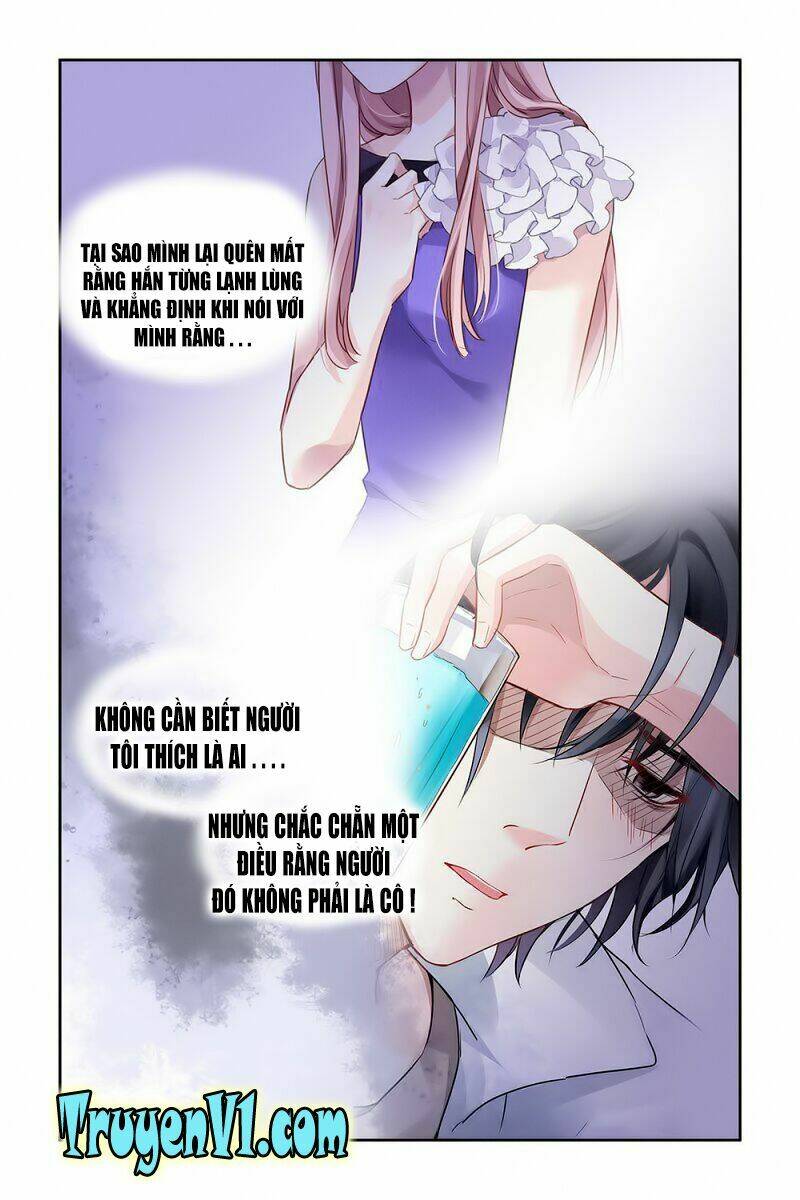 TẠI SAO MÌNH LẠI QUÊN MẤT
RẰNG HẮN TỪNG LẠNH LÙNG
VÀ KHẲNG ĐỊNH KHI NÓI VỚI
MÌNH RẰNG . . .
KHÔNG CẦN BIẾT NGƯỜI
TÔI THÍCH LÀ AI . . . .
NHƯNG CHẮC CHẴN MỘT
ĐIỀU RẰNG NGƯỜI
ĐÓ KHÔNG PHẢI LÀ CÔ !
TruyenV1.com